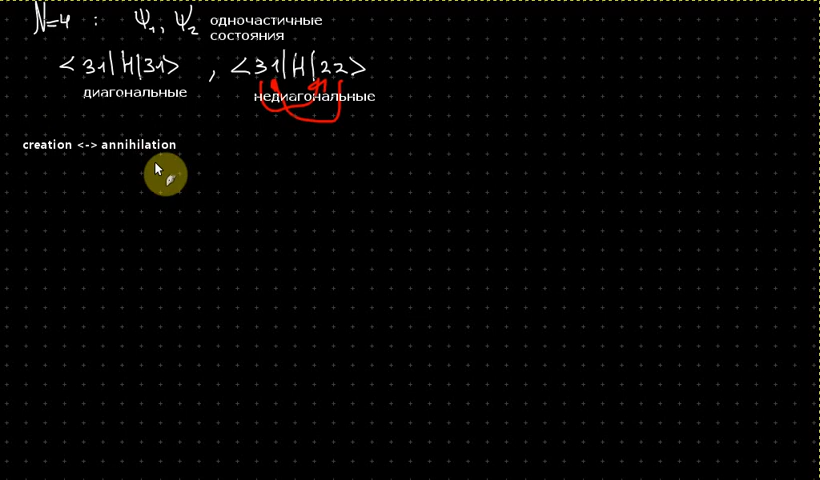 N=4 : Ψ₁, Ψ₂ одночастичные
состояния
<31|H|31> , <31|H|22>
диагональные недиагональные
creation <-> annihilation